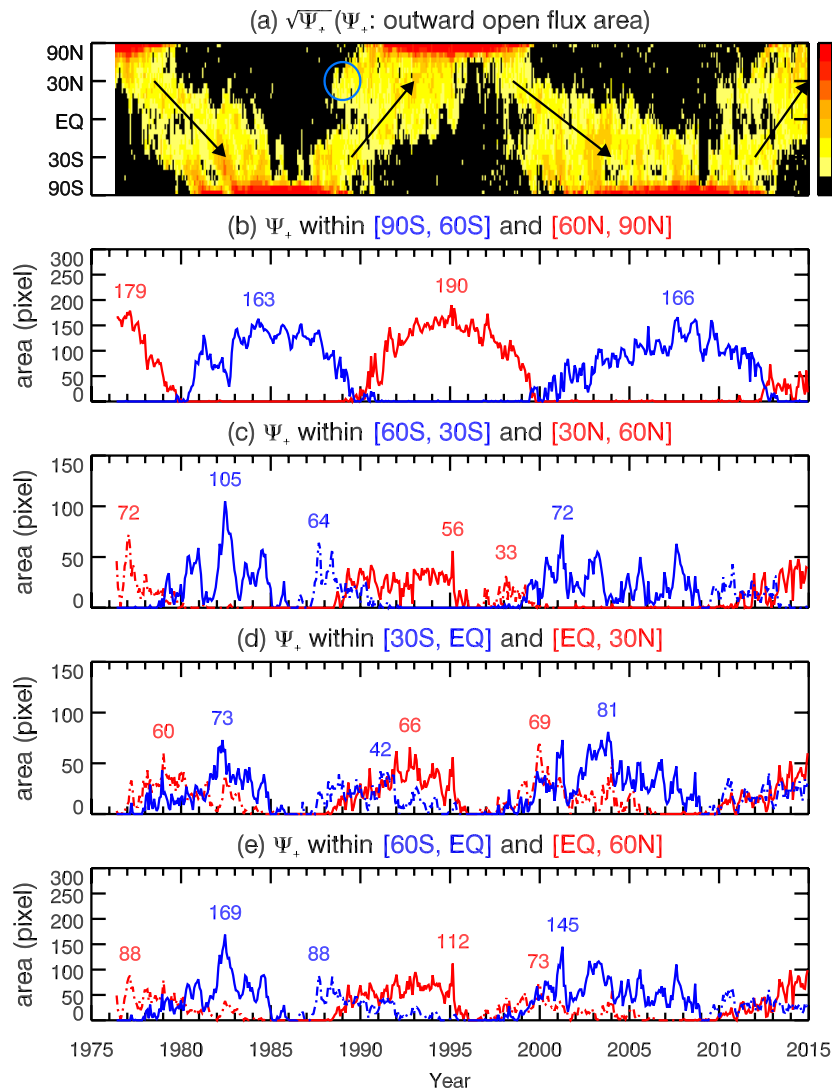 (a) √Ψ₊ (Ψ₊: outward open flux area)
90N
30N
EQ
30S
90S
(b) Ψ₊ within [90S, 60S] and [60N, 90N]
300
250
200
150
100
50
0
area (pixel)
179
163
190
166
(c) Ψ₊ within [60S, 30S] and [30N, 60N]
150
100
50
0
area (pixel)
72
105
64
56
33
72
(d) Ψ₊ within [30S, EQ] and [EQ, 30N]
150
100
50
0
area (pixel)
60
73
42
66
69
81
(e) Ψ₊ within [60S, EQ] and [EQ, 60N]
300
250
200
150
100
50
0
area (pixel)
88
169
88
112
73
145
1975 1980 1985 1990 1995 2000 2005 2010 2015
Year